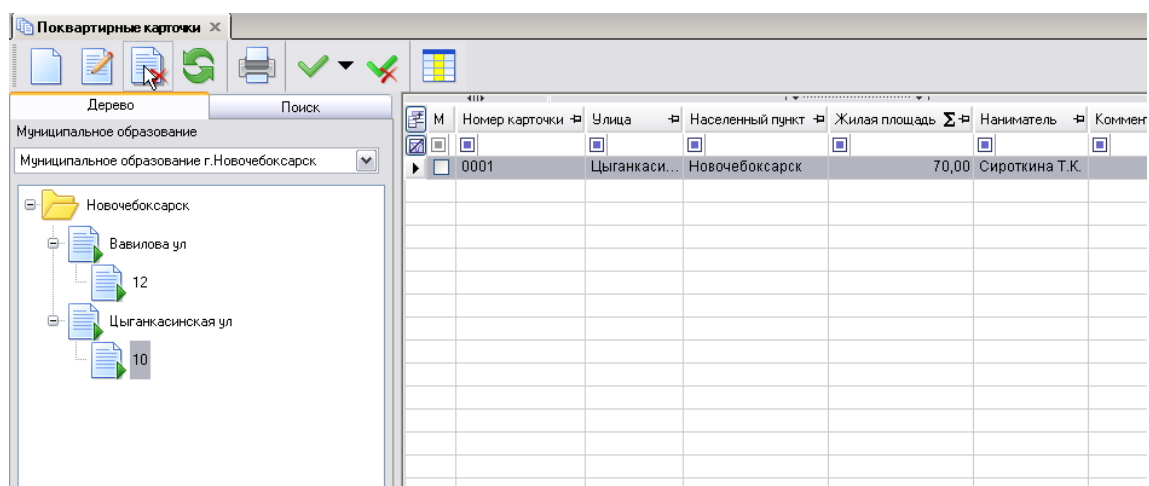 Поквартирные карточки
Дерево Поиск
Муниципальное образование
Муниципальное образование г.Новочебоксарск
Новочебоксарск
Вавилова ул
12
Цыганкасинская ул
10
М Номер карточки Улица Населенный пункт Жилая площадь Σ Наниматель Коммент
0001 Цыганкаси... Новочебоксарск 70,00 Сироткина Т.К.